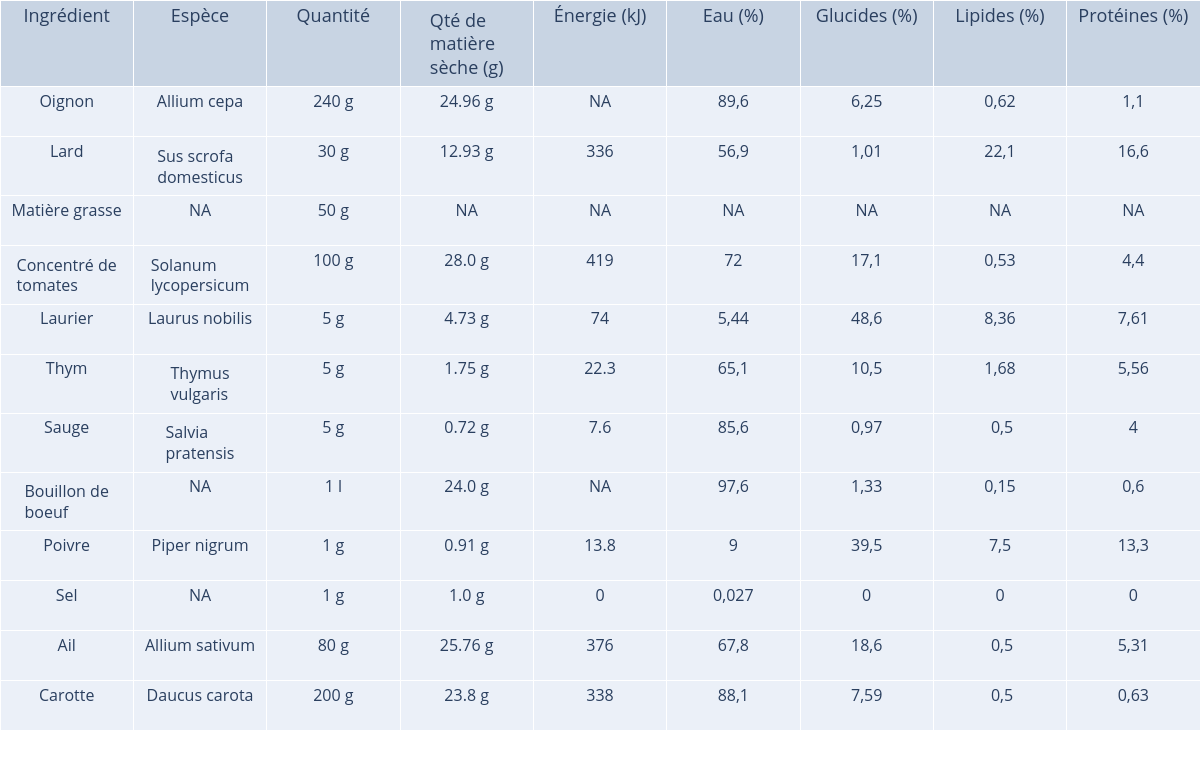 Ingrédient Espèce Quantité Qté de matière sèche (g) Énergie (kJ) Eau (%) Glucides (%) Lipides (%) Protéines (%)
Oignon Allium cepa 240 g 24.96 g NA 89,6 6,25 0,62 1,1
Lard Sus scrofa domesticus 30 g 12.93 g 336 56,9 1,01 22,1 16,6
Matière grasse NA 50 g NA NA NA NA NA NA
Concentré de tomates Solanum lycopersicum 100 g 28.0 g 419 72 17,1 0,53 4,4
Laurier Laurus nobilis 5 g 4.73 g 74 5,44 48,6 8,36 7,61
Thym Thymus vulgaris 5 g 1.75 g 22.3 65,1 10,5 1,68 5,56
Sauge Salvia pratensis 5 g 0.72 g 7.6 85,6 0,97 0,5 4
Bouillon de boeuf NA 1 l 24.0 g NA 97,6 1,33 0,15 0,6
Poivre Piper nigrum 1 g 0.91 g 13.8 9 39,5 7,5 13,3
Sel NA 1 g 1.0 g 0 0,027 0 0 0
Ail Allium sativum 80 g 25.76 g 376 67,8 18,6 0,5 5,31
Carotte Daucus carota 200 g 23.8 g 338 88,1 7,59 0,5 0,63